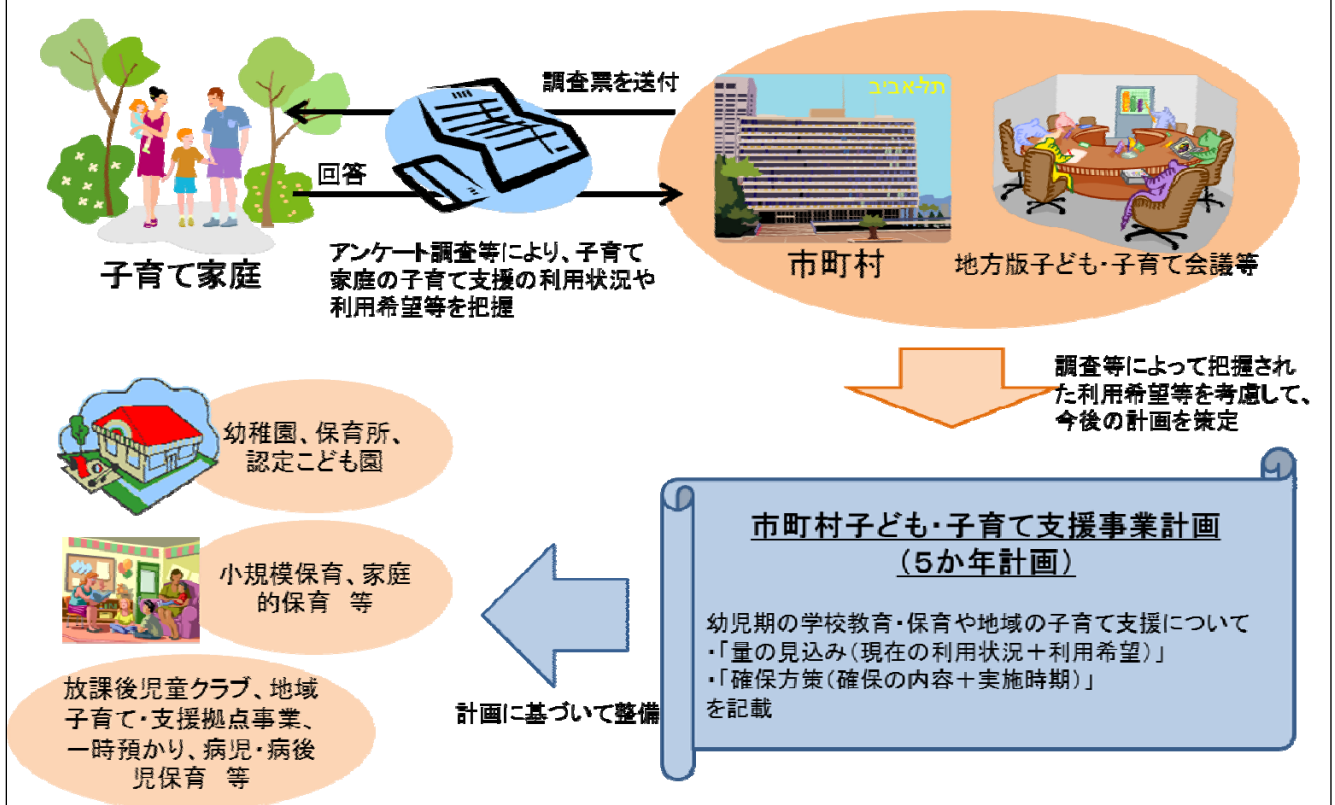 調査票を送付
回答
アンケート調査等により、子育て
家庭の子育て支援の利用状況や
利用希望等を把握
子育て家庭
תל-אביב
市町村
地方版子ども・子育て会議等
調査等によって把握され
た利用希望等を考慮して、
今後の計画を策定
市町村子ども・子育て支援事業計画
(5か年計画)
幼児期の学校教育・保育や地域の子育て支援について
・「量の見込み(現在の利用状況+利用希望)」
・「確保方策(確保の内容+実施時期)」
を記載
計画に基づいて整備
幼稚園、保育所、
認定こども園
小規模保育、家庭
的保育 等
放課後児童クラブ、地域
子育て・支援拠点事業、
一時預かり、病児・病後
児保育 等